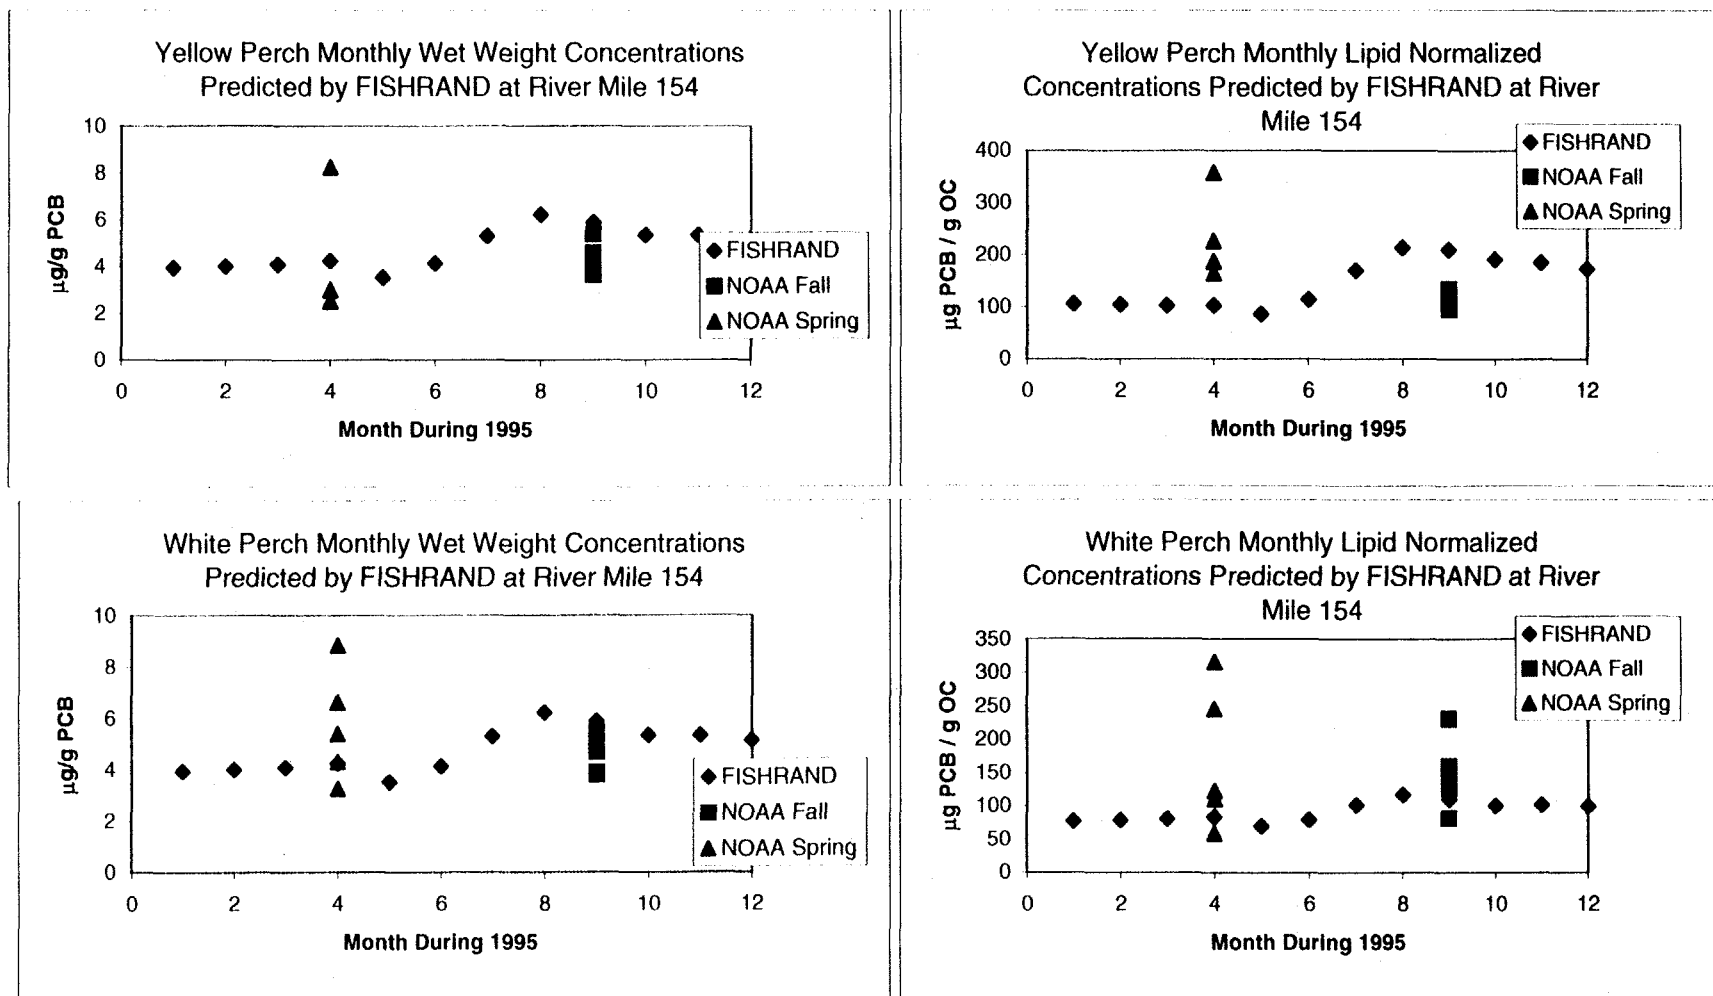 Yellow Perch Monthly Wet Weight Concentrations
Predicted by FISHRAND at River Mile 154
10
8
6
4
2
0
µg/g PCB
0 2 4 6 8 10 12
Month During 1995
FISHRAND
NOAA Fall
NOAA Spring
Yellow Perch Monthly Lipid Normalized
Concentrations Predicted by FISHRAND at River
Mile 154
400
300
200
100
0
µg PCB / g OC
0 2 4 6 8 10 12
Month During 1995
FISHRAND
NOAA Fall
NOAA Spring
White Perch Monthly Wet Weight Concentrations
Predicted by FISHRAND at River Mile 154
10
8
6
4
2
0
µg/g PCB
0 2 4 6 8 10 12
Month During 1995
FISHRAND
NOAA Fall
NOAA Spring
White Perch Monthly Lipid Normalized
Concentrations Predicted by FISHRAND at River
Mile 154
350
300
250
200
150
100
50
0
µg PCB / g OC
0 2 4 6 8 10 12
Month During 1995
FISHRAND
NOAA Fall
NOAA Spring